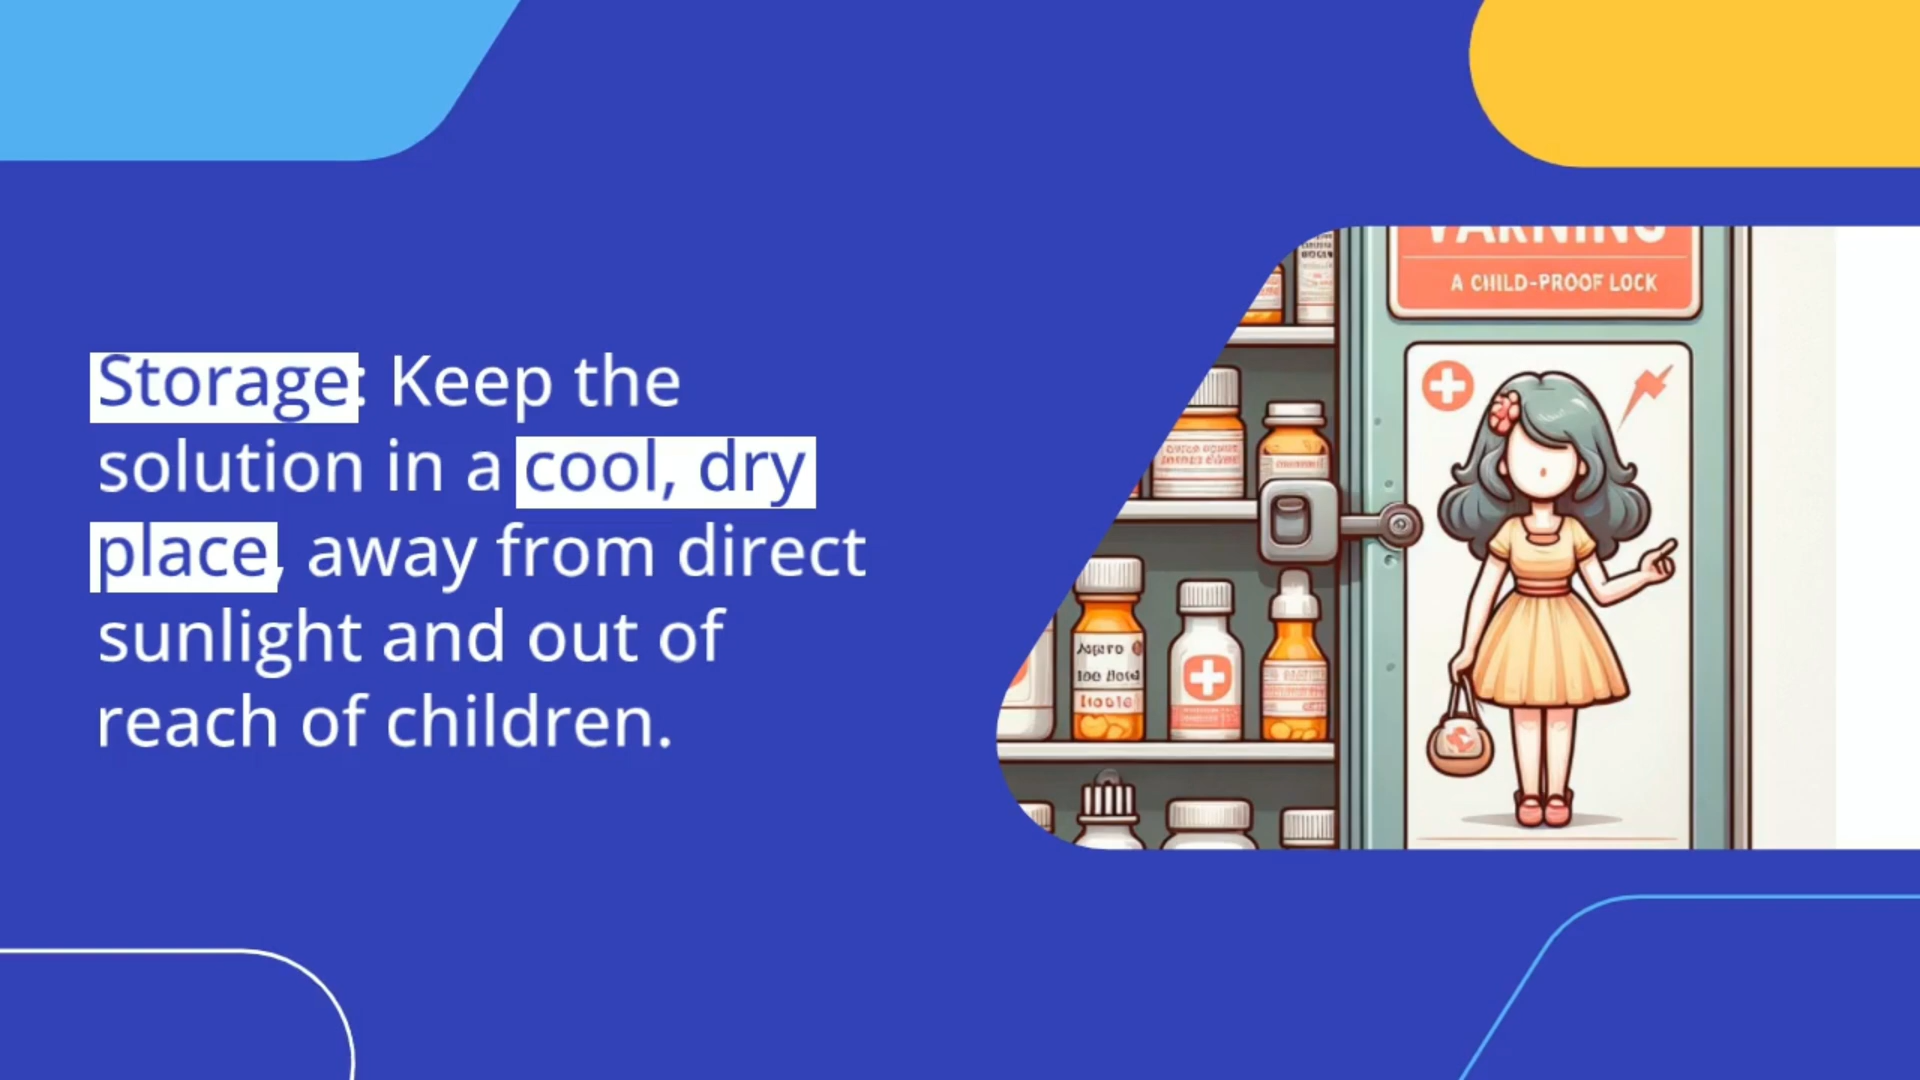 Storage: Keep the
solution in a cool, dry
place, away from direct
sunlight and out of
reach of children.
A CHILD-PROOF LOCK